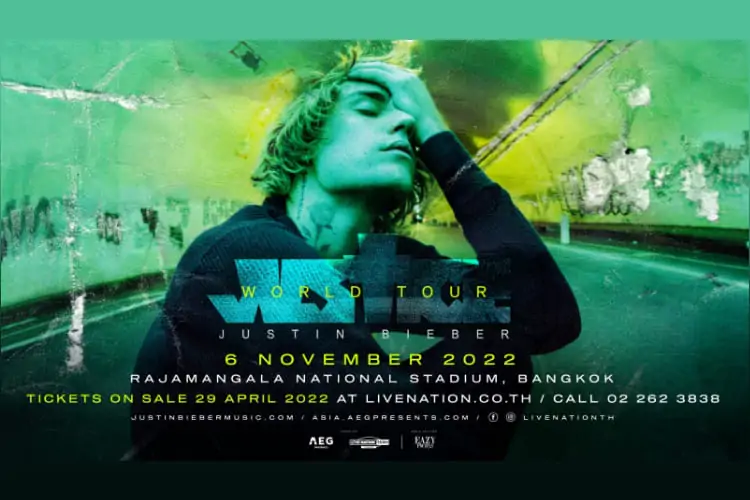 JUSTICE
WORLD TOUR
JUSTIN BIEBER
6 NOVEMBER 2022
RAJAMANGALA NATIONAL STADIUM, BANGKOK
TICKETS ON SALE 29 APRIL 2022 AT LIVENATION.CO.TH / CALL 02 262 3838
JUSTINBIEBERMUSIC.COM / ASIA.AEGPRESENTS.COM / LIVENATIONTH
AEG EAZY